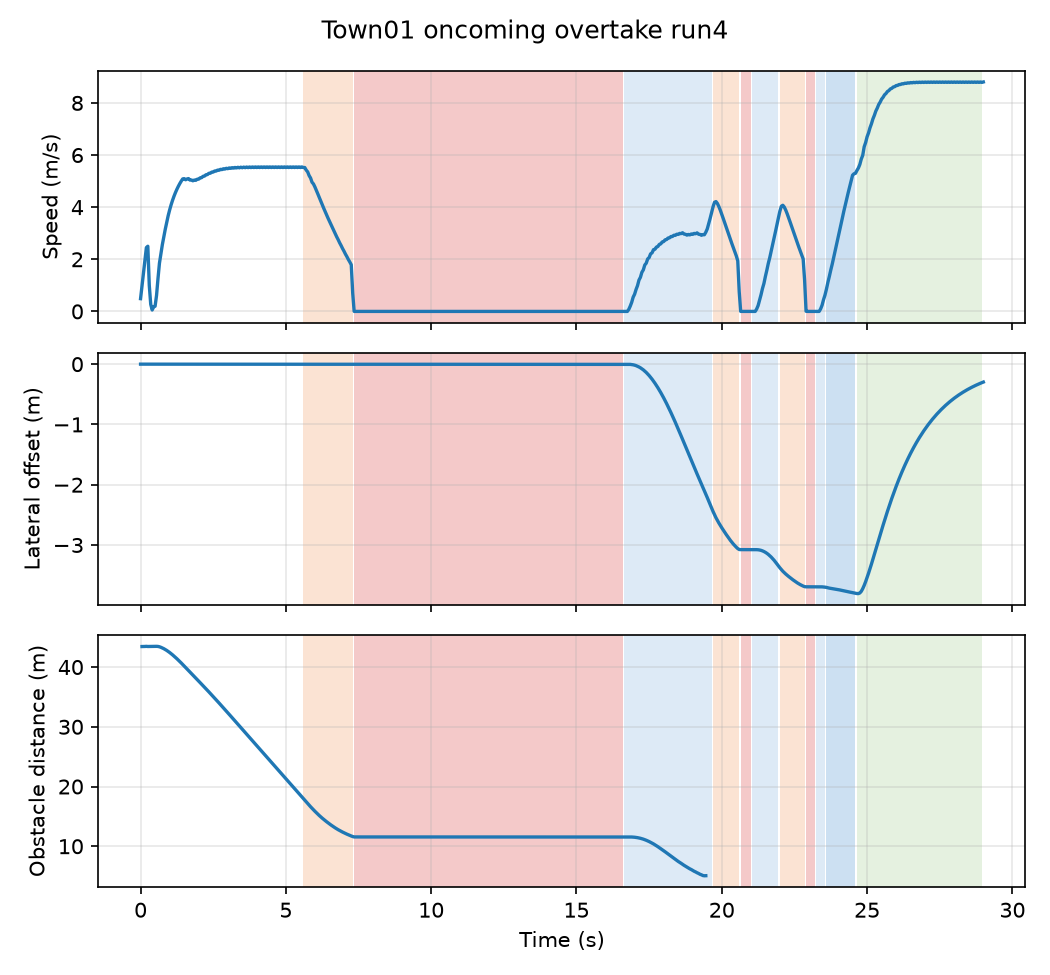 Town01 oncoming overtake run4
Speed (m/s)
8
6
4
2
0
Lateral offset (m)
0
−1
−2
−3
Obstacle distance (m)
40
30
20
10
0 5 10 15 20 25 30
Time (s)